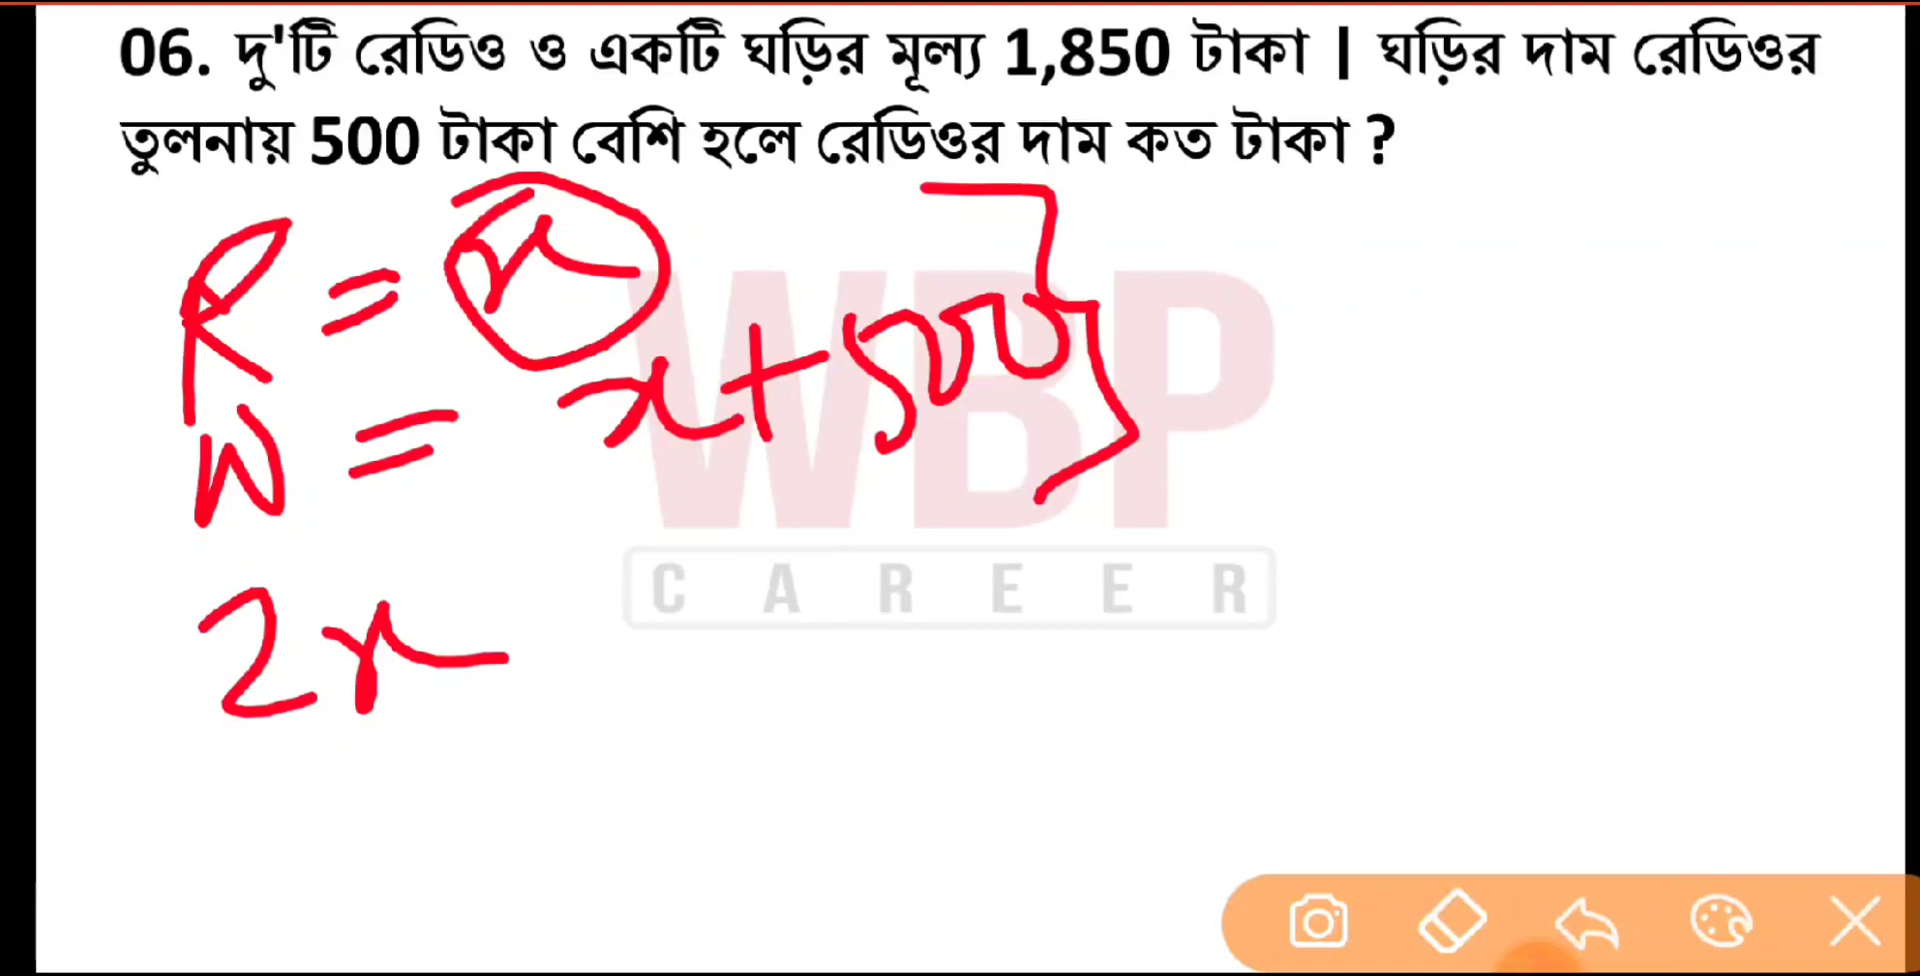 06. দু'টি রেডিও ও একটি ঘড়ির মূল্য 1,850 টাকা | ঘড়ির দাম রেডিওর
তুলনায় 500 টাকা বেশি হলে রেডিওর দাম কত টাকা ?
R = x
W = x+500
2x
WBP
CAREER